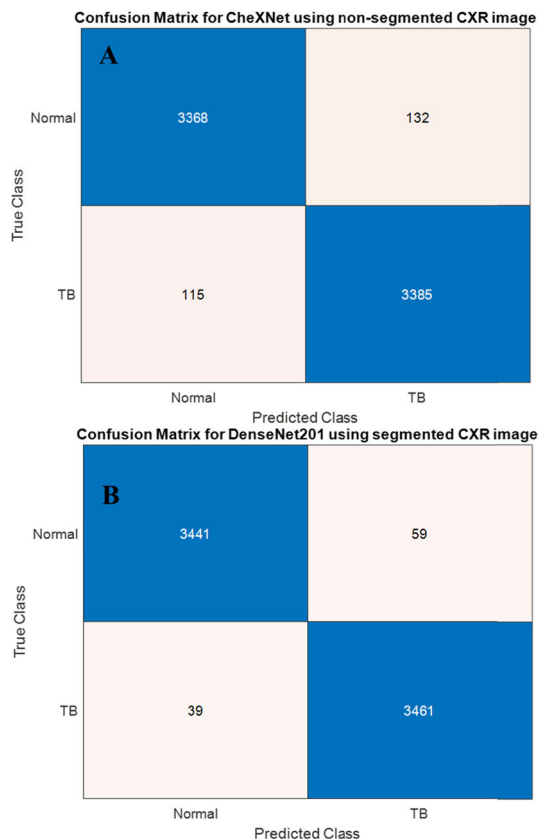 Confusion Matrix for CheXNet using non-segmented CXR image
A
Normal
3368
132
True Class
TB
115
3385
Normal
TB
Predicted Class
Confusion Matrix for DenseNet201 using segmented CXR image
B
Normal
3441
59
True Class
TB
39
3461
Normal
TB
Predicted Class